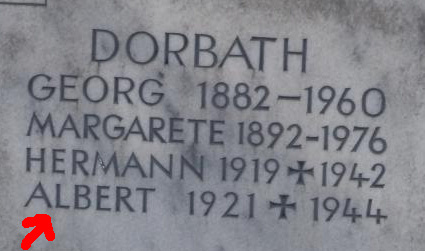 DORBATH
GEORG 1882–1960
MARGARETE 1892–1976
HERMANN 1919 ✝ 1942
ALBERT 1921 ✝ 1944